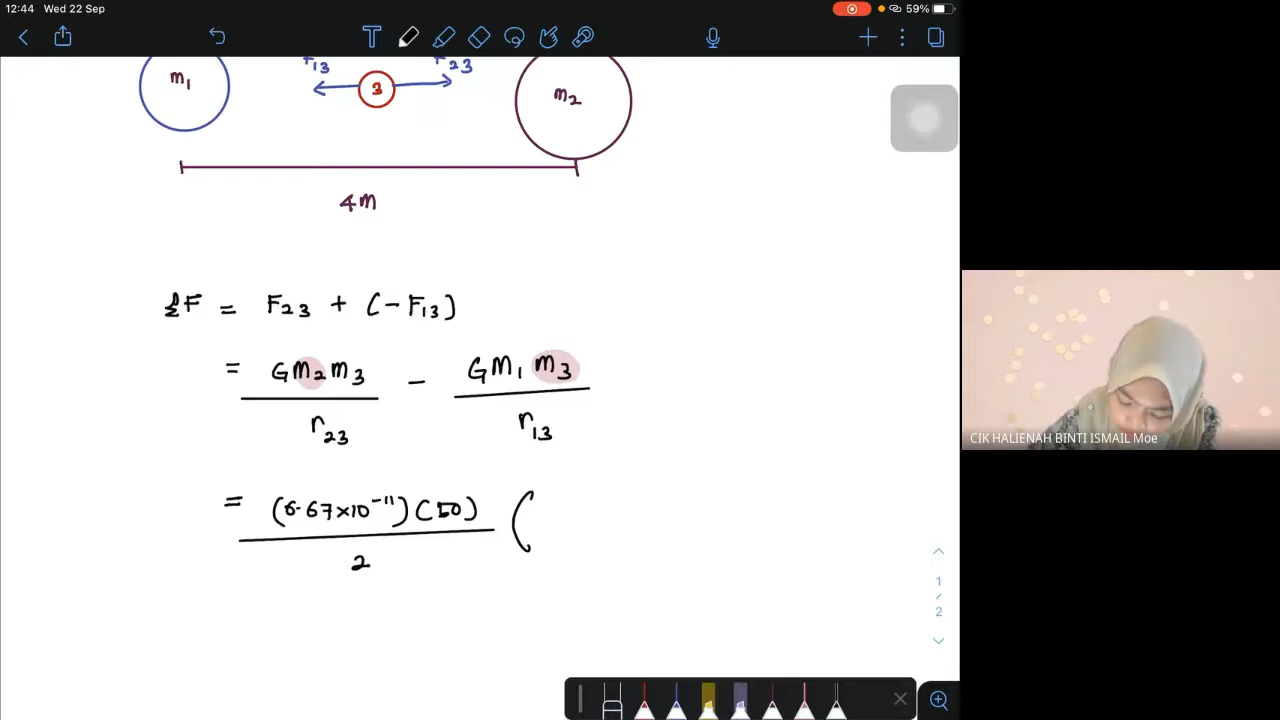 12:44 Wed 22 Sep
59%
F13 F23
m1 3 m2
4m
ΣF = F23 + (-F13)
= Gm2m3 - Gm1m3
r23 r13
= (6.67×10⁻¹¹)(50) (
2
CIK HALIENAH BINTI ISMAIL Moe
1
/
2